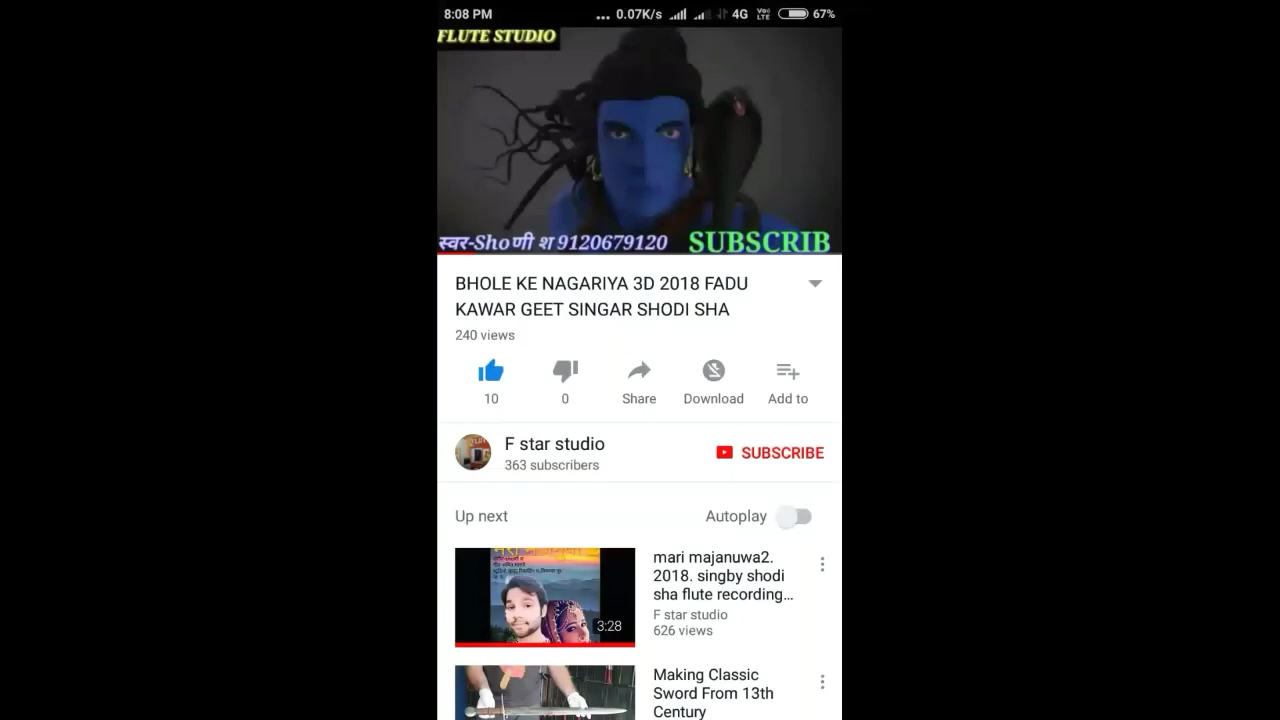 8:08 PM ... 0.07K/s 4G VoLTE 67%
FLUTE STUDIO
स्वर-Shoणी श 9120679120 SUBSCRIB
BHOLE KE NAGARIYA 3D 2018 FADU
KAWAR GEET SINGAR SHODI SHA
240 views
10 0 Share Download Add to
F star studio
363 subscribers
SUBSCRIBE
Up next Autoplay
3:28
mari majanuwa2.
2018. singby shodi
sha flute recording...
F star studio
626 views
Making Classic
Sword From 13th
Century